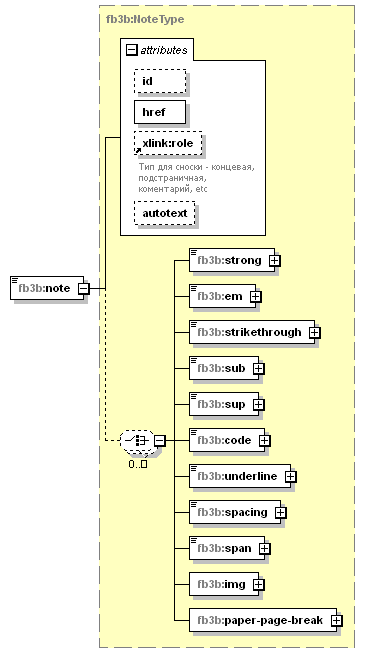 fb3b:NoteType
attributes
id
href
xlink:role
Тип для сноски - концевая,
подстраничная,
коментарий, etc
autotext
fb3b:note
fb3b:strong
fb3b:em
fb3b:strikethrough
fb3b:sub
fb3b:sup
fb3b:code
0..
fb3b:underline
fb3b:spacing
fb3b:span
fb3b:img
fb3b:paper-page-break